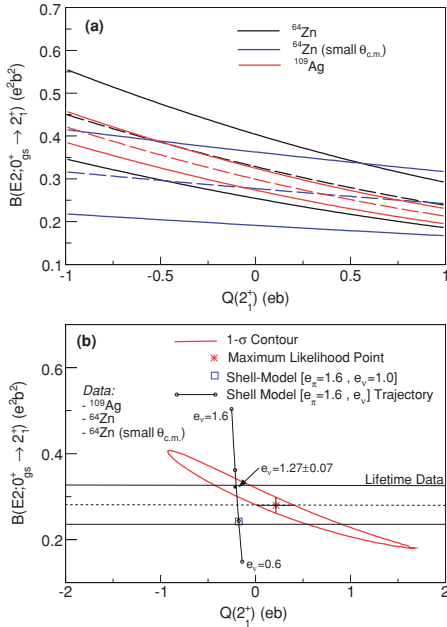 (a)
⁶⁴Zn
⁶⁴Zn (small θc.m.)
¹⁰⁹Ag
B(E2;0⁺gs → 2⁺₁) (e²b²)
0.7
0.6
0.5
0.4
0.3
0.2
0.1
-1 -0.5 0 0.5 1
Q(2⁺₁) (eb)
(b)
1-σ Contour
Maximum Likelihood Point
Shell-Model [eπ=1.6 , eν=1.0]
Shell Model [eπ=1.6 , eν] Trajectory
Data:
- ¹⁰⁹Ag
- ⁶⁴Zn
- ⁶⁴Zn (small θc.m.)
eν=1.6
eν=1.27±0.07
Lifetime Data
eν=0.6
B(E2;0⁺gs → 2⁺₁) (e²b²)
0.6
0.4
0.2
-2 -1 0 1 2
Q(2⁺₁) (eb)